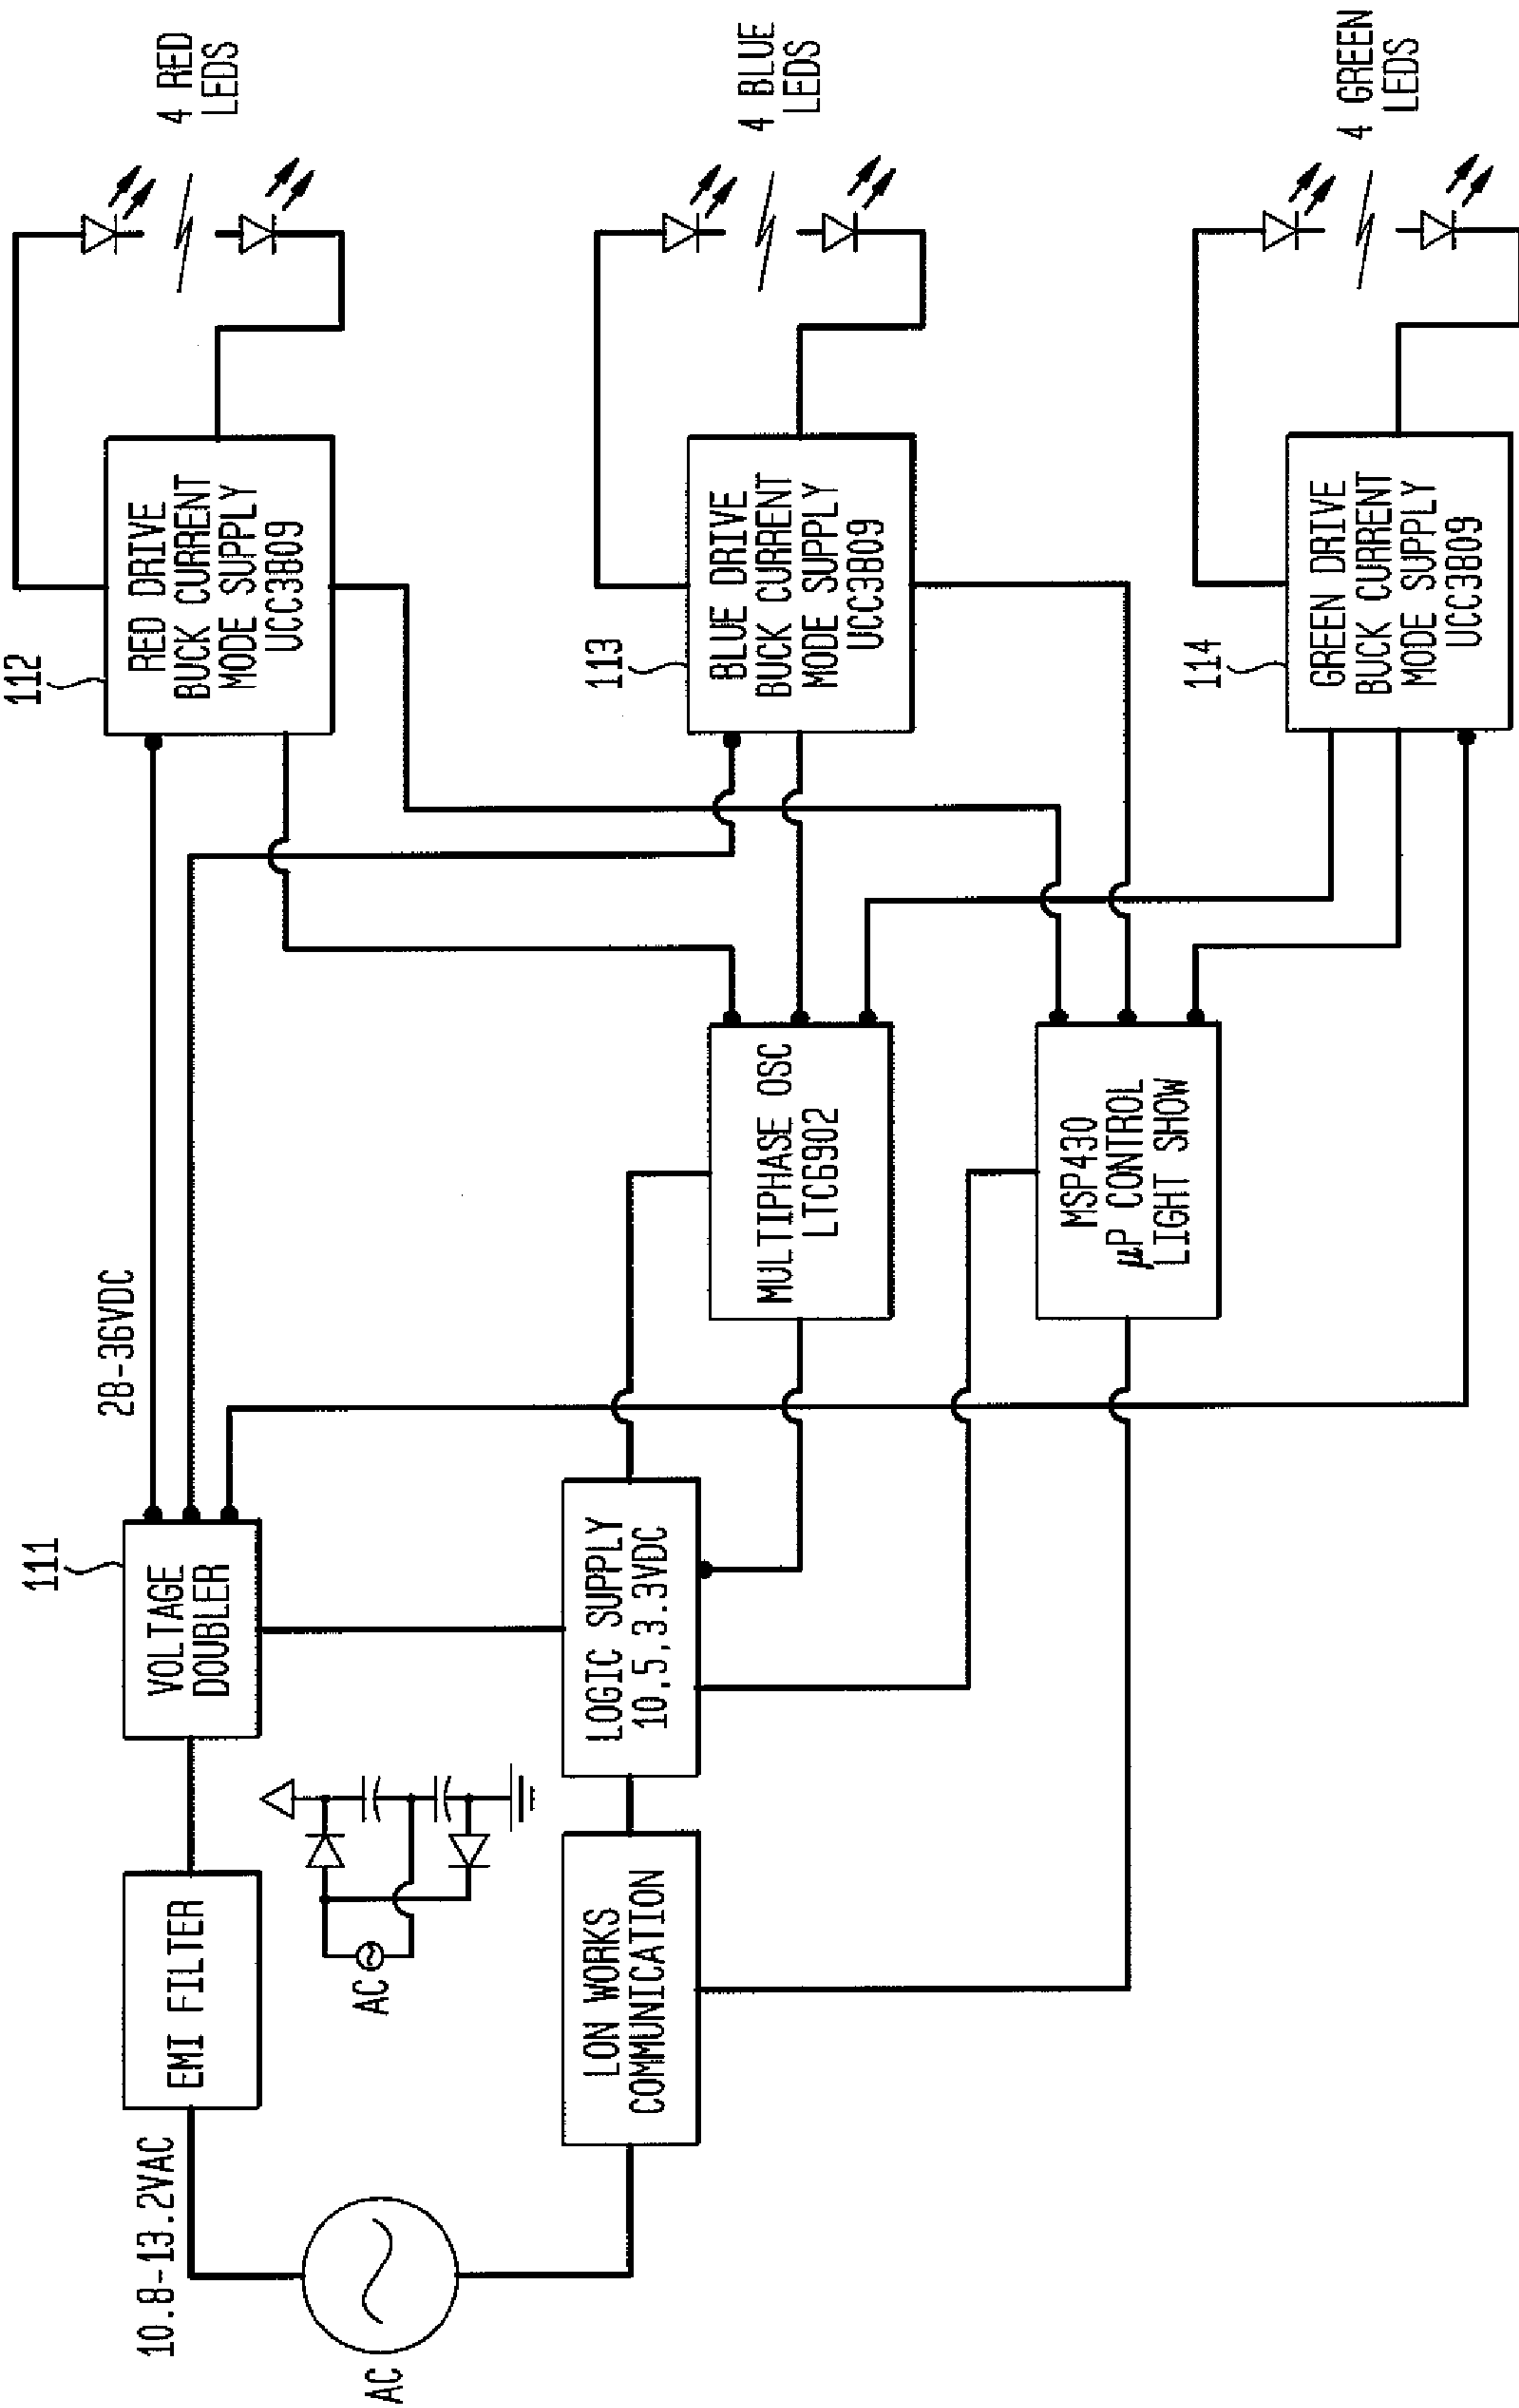 10.8-13.2VAC
AC
EMI FILTER
AC
LON WORKS
COMMUNICATION
111
VOLTAGE
DOUBLER
28-36VDC
LOGIC SUPPLY
10,5,3.3VDC
MULTIPHASE OSC
LTC6902
MSP430
µP CONTROL
LIGHT SHOW
112
RED DRIVE
BUCK CURRENT
MODE SUPPLY
UCC3809
4 RED
LEDS
113
BLUE DRIVE
BUCK CURRENT
MODE SUPPLY
UCC3809
4 BLUE
LEDS
114
GREEN DRIVE
BUCK CURRENT
MODE SUPPLY
UCC3809
4 GREEN
LEDS